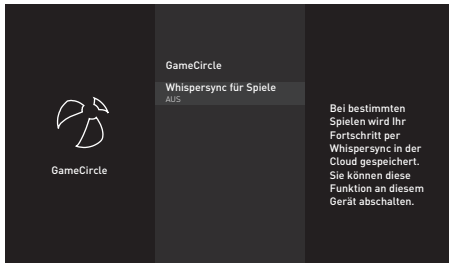 GameCircle
GameCircle
Whispersync für Spiele
AUS
Bei bestimmten
Spielen wird Ihr
Fortschritt per
Whispersync in der
Cloud gespeichert.
Sie können diese
Funktion an diesem
Gerät abschalten.